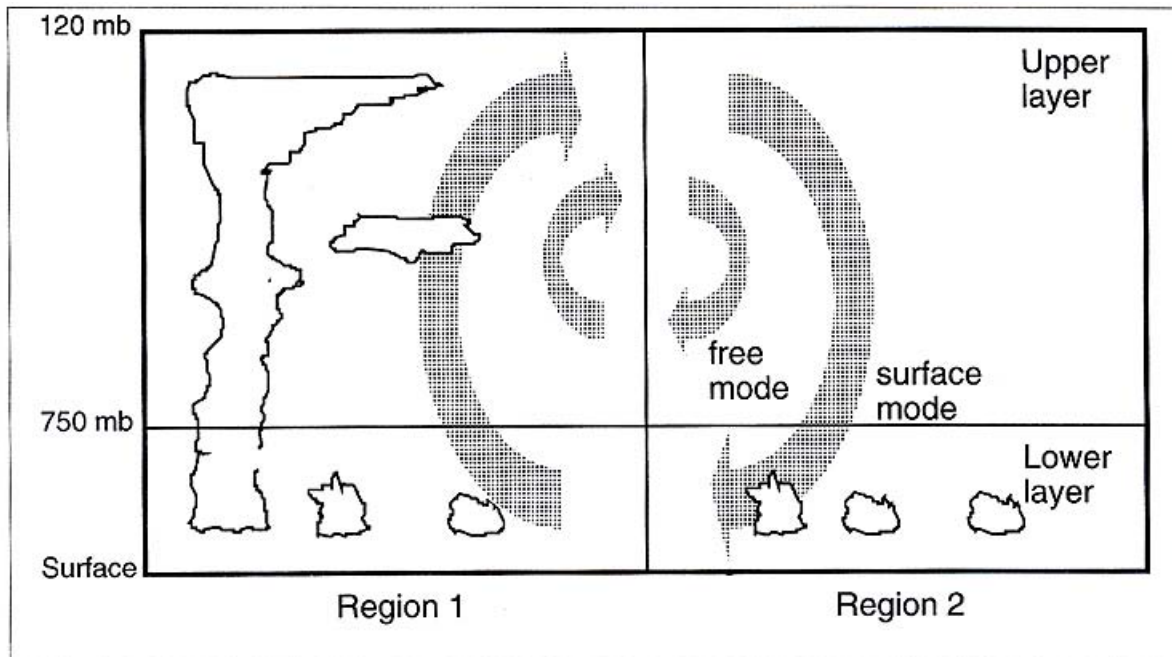 120 mb
Upper
layer
free
mode
surface
mode
750 mb
Lower
layer
Surface
Region 1
Region 2